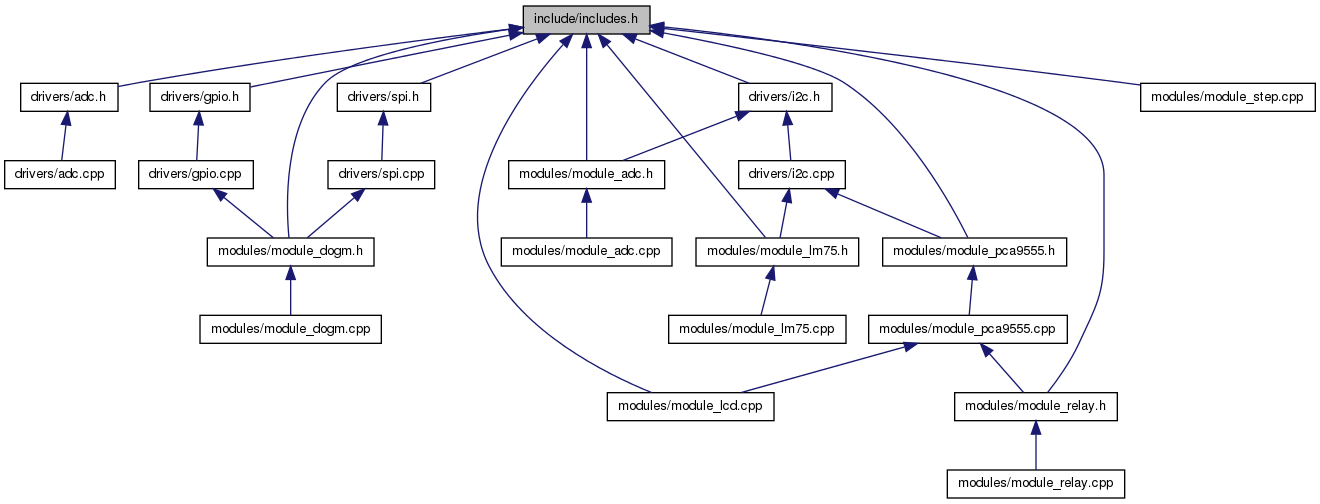 include/includes.h
drivers/adc.h
drivers/gpio.h
drivers/spi.h
drivers/i2c.h
modules/module_step.cpp
drivers/adc.cpp
drivers/gpio.cpp
drivers/spi.cpp
modules/module_adc.h
drivers/i2c.cpp
modules/module_dogm.h
modules/module_adc.cpp
modules/module_lm75.h
modules/module_pca9555.h
modules/module_dogm.cpp
modules/module_lm75.cpp
modules/module_pca9555.cpp
modules/module_lcd.cpp
modules/module_relay.h
modules/module_relay.cpp